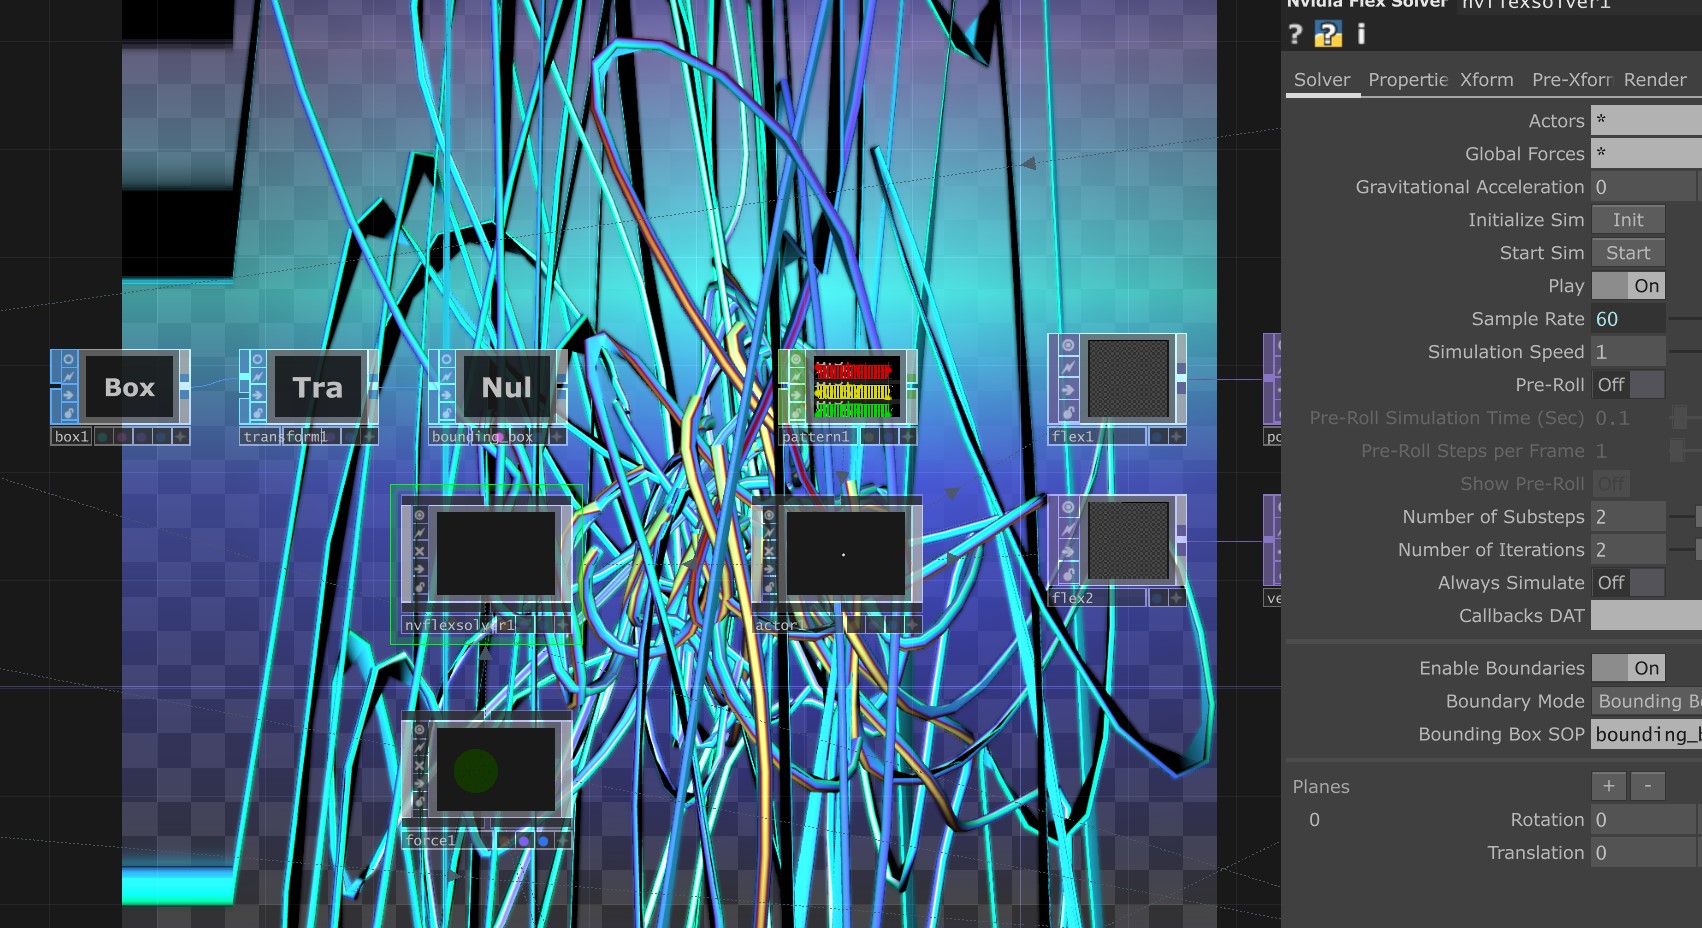 Nvidia Flex Solver nvflexsolver1
? ? i
Solver Propertie Xform Pre-Xforr Render
Actors *
Global Forces *
Gravitational Acceleration 0
Initialize Sim Init
Start Sim Start
Play On
Sample Rate 60
Simulation Speed 1
Pre-Roll Off
Pre-Roll Simulation Time (Sec) 0.1
Pre-Roll Steps per Frame 1
Show Pre-Roll Off
Number of Substeps 2
Number of Iterations 2
Always Simulate Off
Callbacks DAT
Enable Boundaries On
Boundary Mode Bounding Bo
Bounding Box SOP bounding_b
Planes + -
0 Rotation 0
Translation 0
Box
box1
Tra
transform1
Nul
bounding_box
pattern1
flex1
po
nvflexsolver1
actor1
flex2
ve
force1